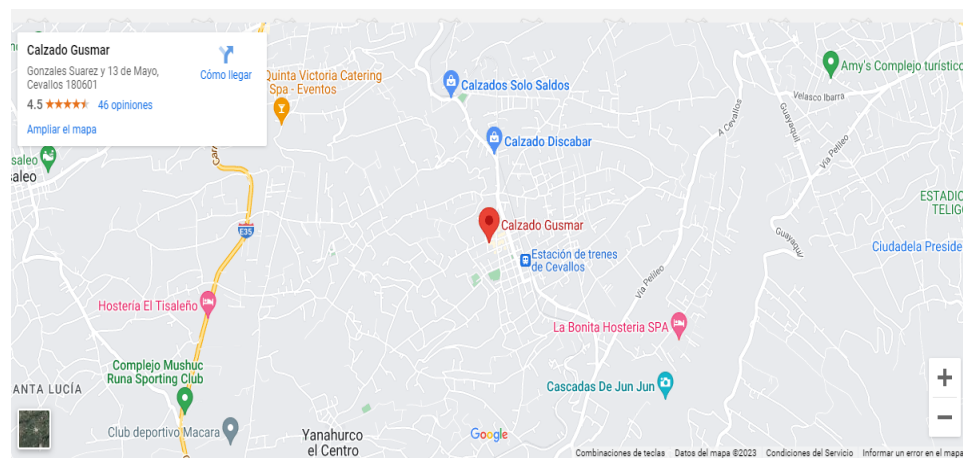 Calzado Gusmar
Gonzales Suarez y 13 de Mayo,
Cevallos 180601
4.5
46 opiniones
Ampliar el mapa
Cómo llegar
Quinta Victoria Catering
Spa - Eventos
Calzados Solo Saldos
Amy's Complejo turístico
Velasco Ibarra
Guayaquil
A Cevallos
Vía Pelileo
Calzado Discabar
saleo
saleo
ESTADIO
TELIGO
Calzado Gusmar
E35
Estación de trenes
de Cevallos
Guayaquil
Ciudadela Preside
Vía Pelileo
Hostería El Tisaleño
La Bonita Hosteria SPA
Complejo Mushuc
Runa Sporting Club
Cascadas De Jun Jun
ANTA LUCÍA
Club deportivo Macara
Yanahurco
el Centro
Google
+
−
Combinaciones de teclas Datos del mapa ©2023 Condiciones del Servicio Informar un error en el mapa